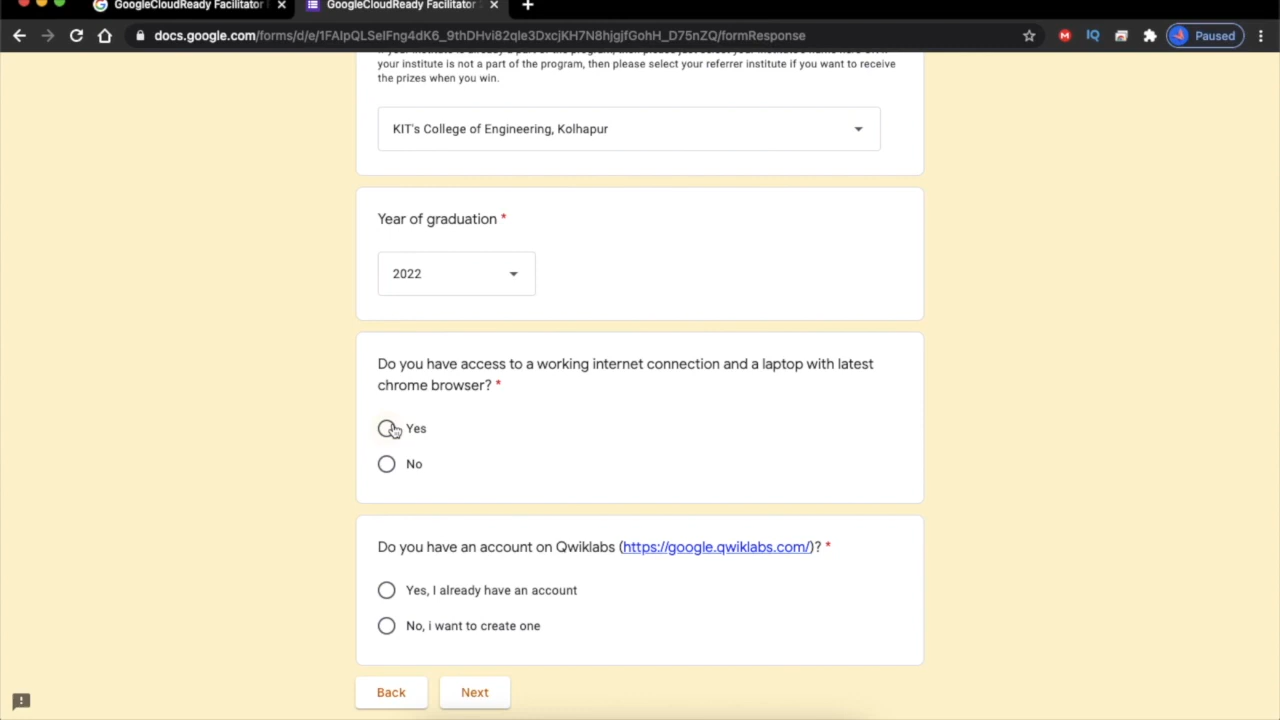 GoogleCloudReady Facilitator
GoogleCloudReady Facilitator
docs.google.com/forms/d/e/1FAIpQLSelFng4dK6_9thDHvi82qle3DxcjKH7N8hjgjfGohH_D75nZQ/formResponse
Paused
your institute is not a part of the program, then please select your referrer institute if you want to receive
the prizes when you win.
KIT's College of Engineering, Kolhapur
Year of graduation *
2022
Do you have access to a working internet connection and a laptop with latest
chrome browser? *
Yes
No
Do you have an account on Qwiklabs (https://google.qwiklabs.com/)? *
Yes, I already have an account
No, i want to create one
Back
Next